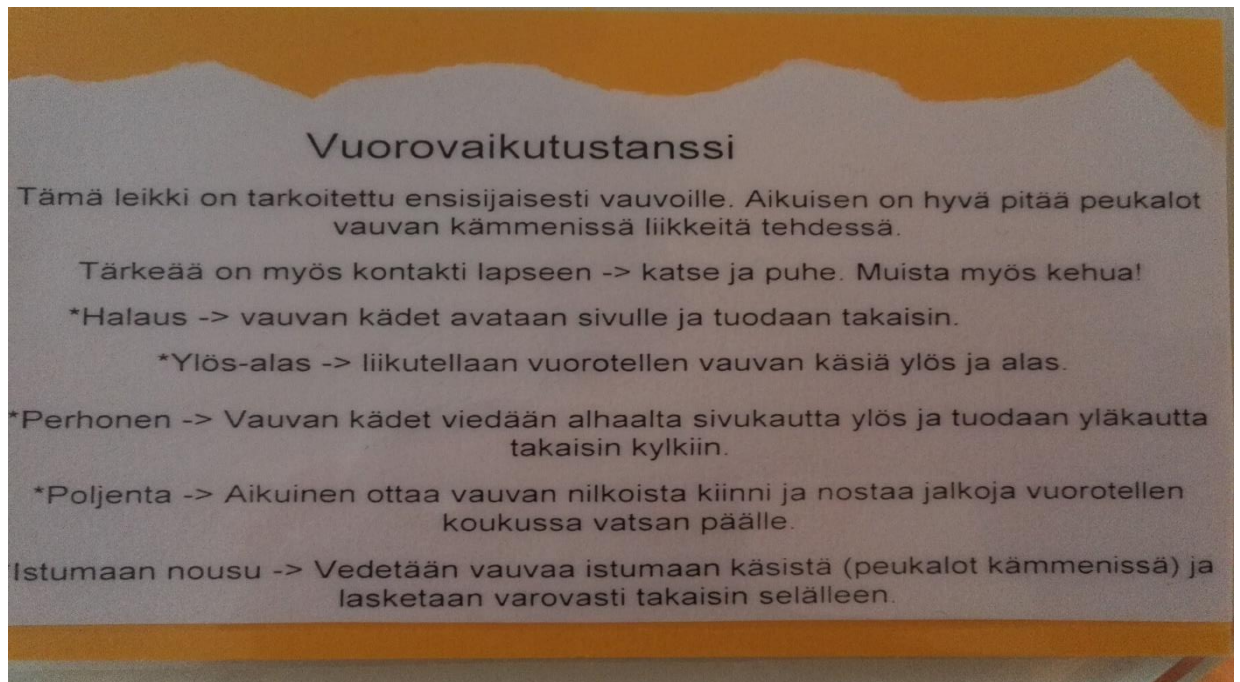 Vuorovaikutustanssi
Tämä leikki on tarkoitettu ensisijaisesti vauvoille. Aikuisen on hyvä pitää peukalot
vauvan kämmenissä liikkeitä tehdessä.
Tärkeää on myös kontakti lapseen -> katse ja puhe. Muista myös kehua!
*Halaus -> vauvan kädet avataan sivulle ja tuodaan takaisin.
*Ylös-alas -> liikutellaan vuorotellen vauvan käsiä ylös ja alas.
*Perhonen -> Vauvan kädet viedään alhaalta sivukautta ylös ja tuodaan yläkautta
takaisin kylkiin.
*Poljenta -> Aikuinen ottaa vauvan nilkoista kiinni ja nostaa jalkoja vuorotellen
koukussa vatsan päälle.
*Istumaan nousu -> Vedetään vauvaa istumaan käsistä (peukalot kämmenissä) ja
lasketaan varovasti takaisin selälleen.